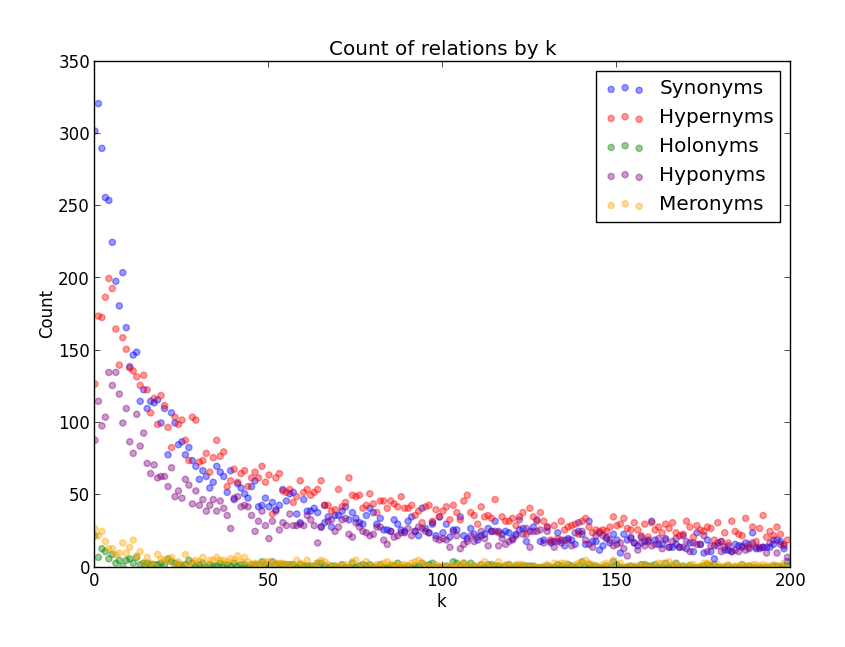 Count of relations by k
350
300
250
200
150
100
50
0
Count
Synonyms
Hypernyms
Holonyms
Hyponyms
Meronyms
0 50 100 150 200
k